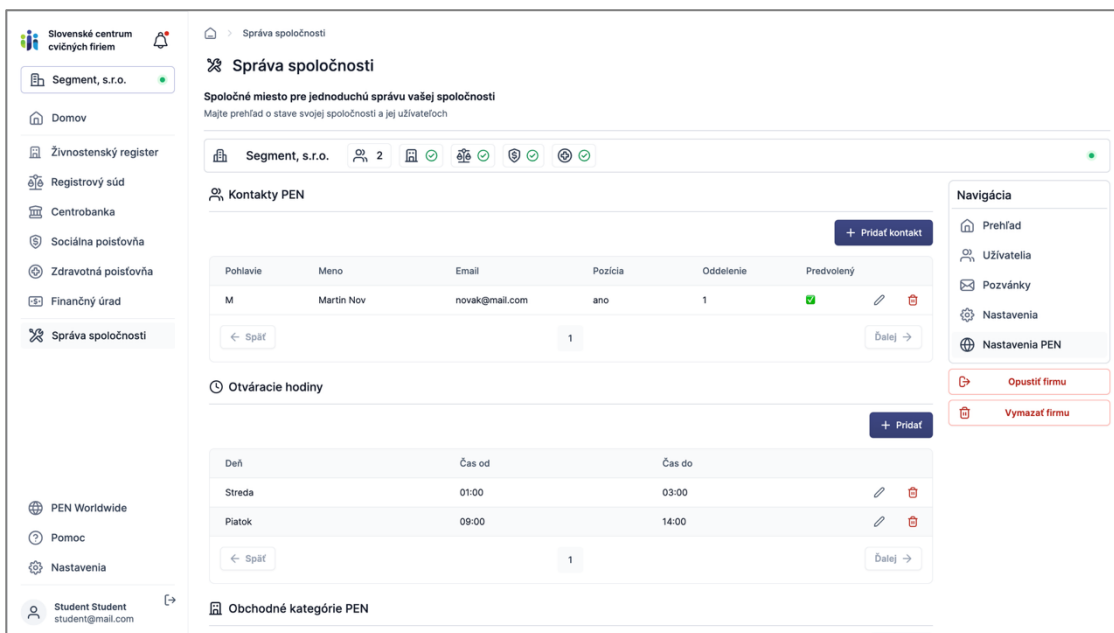 Slovenské centrum
cvičných firiem
Segment, s.r.o.
Domov
Živnostenský register
Registrový súd
Centrobanka
Sociálna poisťovňa
Zdravotná poisťovňa
Finančný úrad
Správa spoločnosti
PEN Worldwide
Pomoc
Nastavenia
Student Student
student@mail.com
Správa spoločnosti
Správa spoločnosti
Spoločné miesto pre jednoduchú správu vašej spoločnosti
Majte prehľad o stave svojej spoločnosti a jej užívateľoch
Segment, s.r.o. 2
Kontakty PEN
+ Pridať kontakt
Pohlavie Meno Email Pozícia Oddelenie Predvolený
M Martin Nov novak@mail.com ano 1
← Späť 1 Ďalej →
Otváracie hodiny
+ Pridať
Deň Čas od Čas do
Streda 01:00 03:00
Piatok 09:00 14:00
← Späť 1 Ďalej →
Obchodné kategórie PEN
Navigácia
Prehľad
Užívatelia
Pozvánky
Nastavenia
Nastavenia PEN
Opustiť firmu
Vymazať firmu